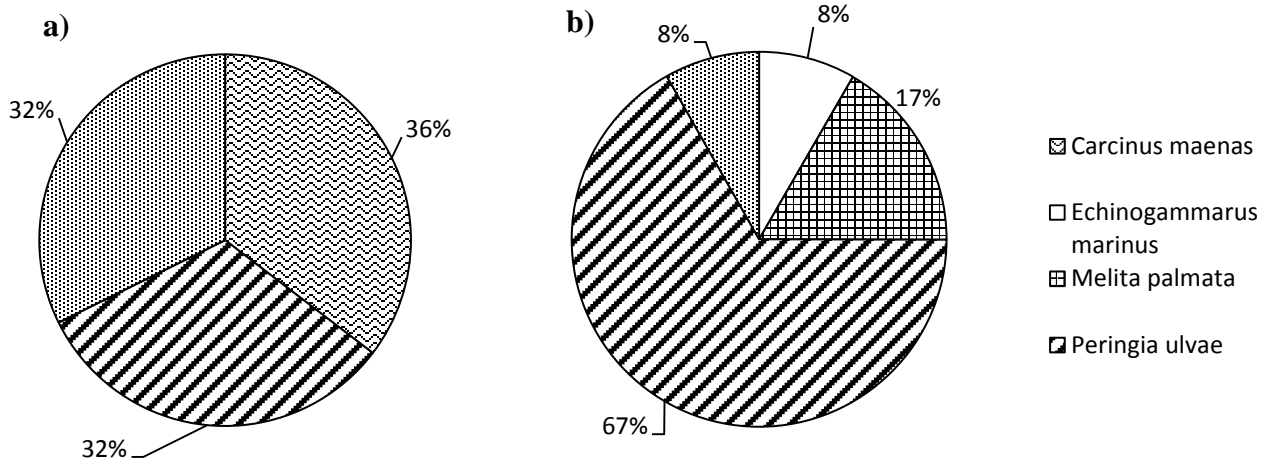 a)
32%
36%
32%
b)
8%
8%
17%
67%
Carcinus maenas
Echinogammarus
marinus
Melita palmata
Peringia ulvae